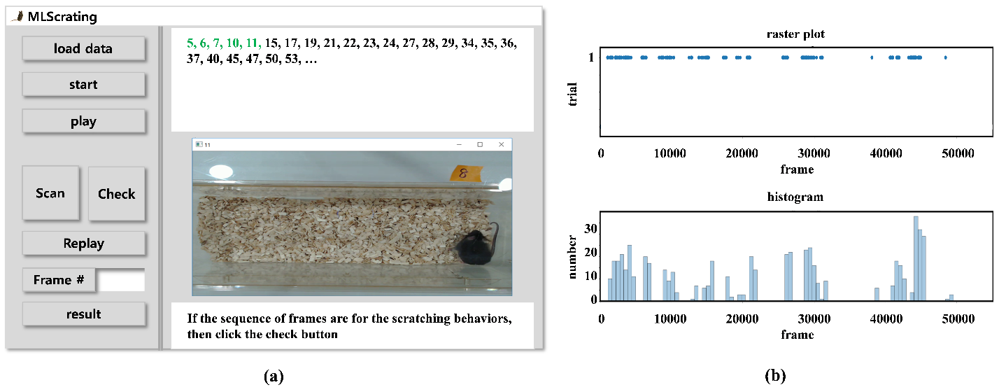 MLScrating
load data
start
play
Scan
Check
Replay
Frame #
result
5, 6, 7, 10, 11, 15, 17, 19, 21, 22, 23, 24, 27, 28, 29, 34, 35, 36,
37, 40, 45, 47, 50, 53, …
11
8
If the sequence of frames are for the scratching behaviors,
then click the check button
(a)
raster plot
1
trial
0 10000 20000 30000 40000 50000
frame
histogram
30
20
10
0
number
0 10000 20000 30000 40000 50000
frame
(b)